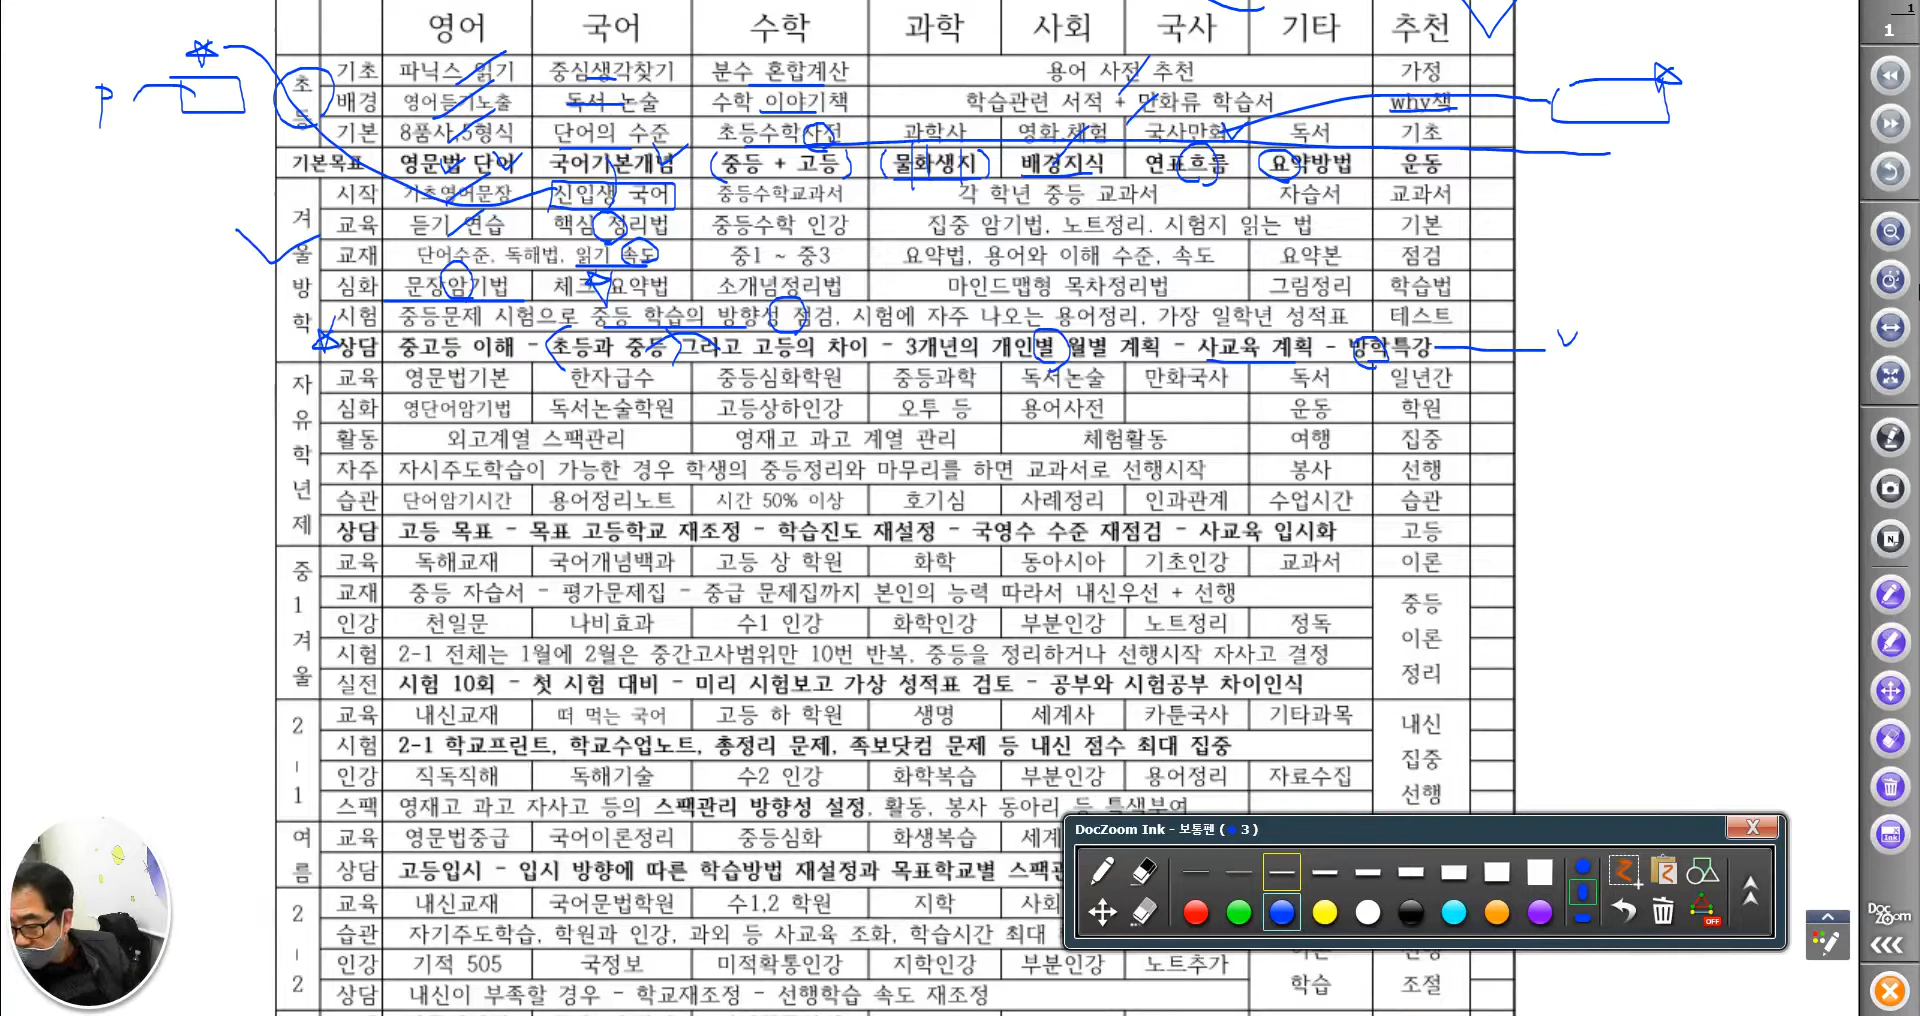 영어 국어 수학 과학 사회 국사 기타 추천
초등
기초 파닉스 읽기 중심생각찾기 분수 혼합계산 용어 사전 추천 가정
배경 영어듣기노출 독서 논술 수학 이야기책 학습관련 서적 + 만화류 학습서 why책
기본 8품사 5형식 단어의 수준 초등수학사전 과학사 영화 체험 국사만화 독서 기초
기본목표 영문법 단어 국어기본개념 (중등 + 고등) 물화생지 배경지식 연표흐름 요약방법 운동
겨울방학
시작 기초영어문장 신입생 국어 중등수학교과서 각 학년 중등 교과서 자습서 교과서
교육 듣기 연습 핵심 정리법 중등수학 인강 집중 암기법, 노트정리, 시험지 읽는 법 기본
교재 단어수준, 독해법, 읽기 속도 중1 ~ 중3 요약법, 용어와 이해 수준, 속도 요약본 점검
심화 문장암기법 체크 요약법 소개념정리법 마인드맵형 목차정리법 그림정리 학습법
시험 중등문제 시험으로 중등 학습의 방향성 점검, 시험에 자주 나오는 용어정리, 가장 일학년 성적표 테스트
상담 중고등 이해 - 초등과 중등 그리고 고등의 차이 - 3개년의 개인별 월별 계획 - 사교육 계획 - 방학특강
자유학년제
교육 영문법기본 한자급수 중등심화학원 중등과학 독서논술 만화국사 독서 일년간
심화 영단어암기법 독서논술학원 고등상하인강 오투 등 용어사전 운동 학원
활동 외고계열 스팩관리 영재고 과고 계열 관리 체험활동 여행 집중
자주 자시주도학습이 가능한 경우 학생의 중등정리와 마무리를 하면 교과서로 선행시작 봉사 선행
습관 단어암기시간 용어정리노트 시간 50% 이상 호기심 사례정리 인과관계 수업시간 습관
상담 고등 목표 - 목표 고등학교 재조정 - 학습진도 재설정 - 국영수 수준 재점검 - 사교육 입시화 고등
중1겨울
교육 독해교재 국어개념백과 고등 상 학원 화학 동아시아 기초인강 교과서 이론
교재 중등 자습서 - 평가문제집 - 중급 문제집까지 본인의 능력 따라서 내신우선 + 선행
인강 천일문 나비효과 수1 인강 화학인강 부분인강 노트정리 정독
중등 이론 정리
시험 2-1 전체는 1월에 2월은 중간고사범위만 10번 반복, 중등을 정리하거나 선행시작 자사고 결정
실전 시험 10회 - 첫 시험 대비 - 미리 시험보고 가상 성적표 검토 - 공부와 시험공부 차이인식
2-1
교육 내신교재 떠 먹는 국어 고등 하 학원 생명 세계사 카툰국사 기타과목
시험 2-1 학교프린트, 학교수업노트, 총정리 문제, 족보닷컴 문제 등 내신 점수 최대 집중
내신 집중 선행
인강 직독직해 독해기술 수2 인강 화학복습 부분인강 용어정리 자료수집
스팩 영재고 과고 자사고 등의 스팩관리 방향성 설정, 활동, 봉사 동아리 등 특색부여
여름
교육 영문법중급 국어이론정리 중등심화 화생복습 세계
상담 고등입시 - 입시 방향에 따른 학습방법 재설정과 목표학교별 스팩관
2-2
교육 내신교재 국어문법학원 수1,2 학원 지학 사회
습관 자기주도학습, 학원과 인강, 과외 등 사교육 조화, 학습시간 최대
인강 기적 505 국정보 미적확통인강 지학인강 부분인강 노트추가
상담 내신이 부족할 경우 - 학교재조정 - 선행학습 속도 재조정
학습 조절
P
V
DocZoom Ink - 보통펜 ( 3 )
OFF
1
1
N
Ink
Doc Zoom